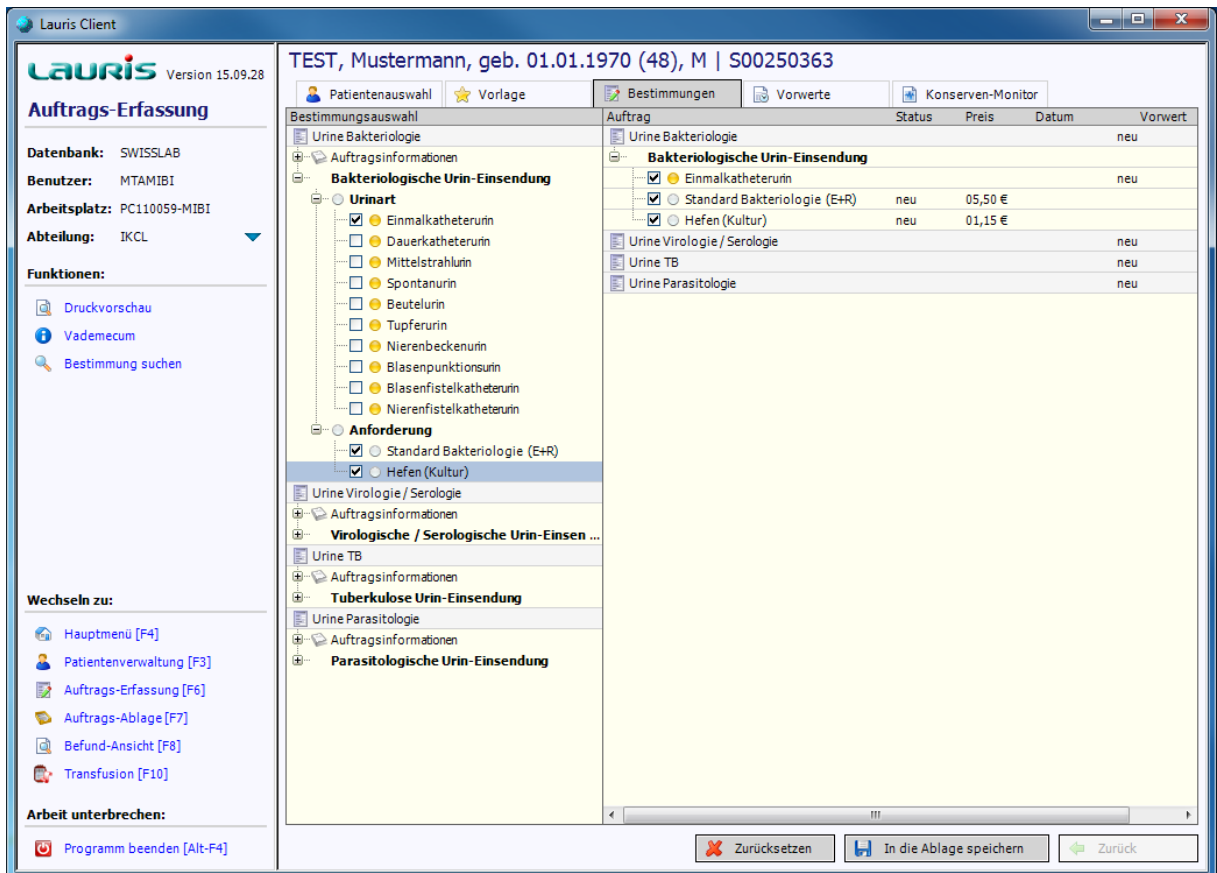 Lauris Client
Lauris Version 15.09.28
Auftrags-Erfassung
Datenbank: SWISSLAB
Benutzer: MTAMIBI
Arbeitsplatz: PC110059-MIBI
Abteilung: IKCL
Funktionen:
Druckvorschau
Vademecum
Bestimmung suchen
Wechseln zu:
Hauptmenü [F4]
Patientenverwaltung [F3]
Auftrags-Erfassung [F6]
Auftrags-Ablage [F7]
Befund-Ansicht [F8]
Transfusion [F10]
Arbeit unterbrechen:
Programm beenden [Alt-F4]
TEST, Mustermann, geb. 01.01.1970 (48), M | S00250363
Patientenauswahl Vorlage Bestimmungen Vorwerte Konserven-Monitor
Bestimmungsauswahl
Urine Bakteriologie
Auftragsinformationen
Bakteriologische Urin-Einsendung
Urinart
Einmalkatheterurin
Dauerkatheterurin
Mittelstrahlurin
Spontanurin
Beutelurin
Tupferurin
Nierenbeckenurin
Blasenpunktionsurin
Blasenfistelkatheterurin
Nierenfistelkatheterurin
Anforderung
Standard Bakteriologie (E+R)
Hefen (Kultur)
Urine Virologie / Serologie
Auftragsinformationen
Virologische / Serologische Urin-Einsen ...
Urine TB
Auftragsinformationen
Tuberkulose Urin-Einsendung
Urine Parasitologie
Auftragsinformationen
Parasitologische Urin-Einsendung
Auftrag Status Preis Datum Vorwert
Urine Bakteriologie neu
Bakteriologische Urin-Einsendung
Einmalkatheterurin neu
Standard Bakteriologie (E+R) neu 05,50 €
Hefen (Kultur) neu 01,15 €
Urine Virologie / Serologie neu
Urine TB neu
Urine Parasitologie neu
Zurücksetzen In die Ablage speichern Zurück